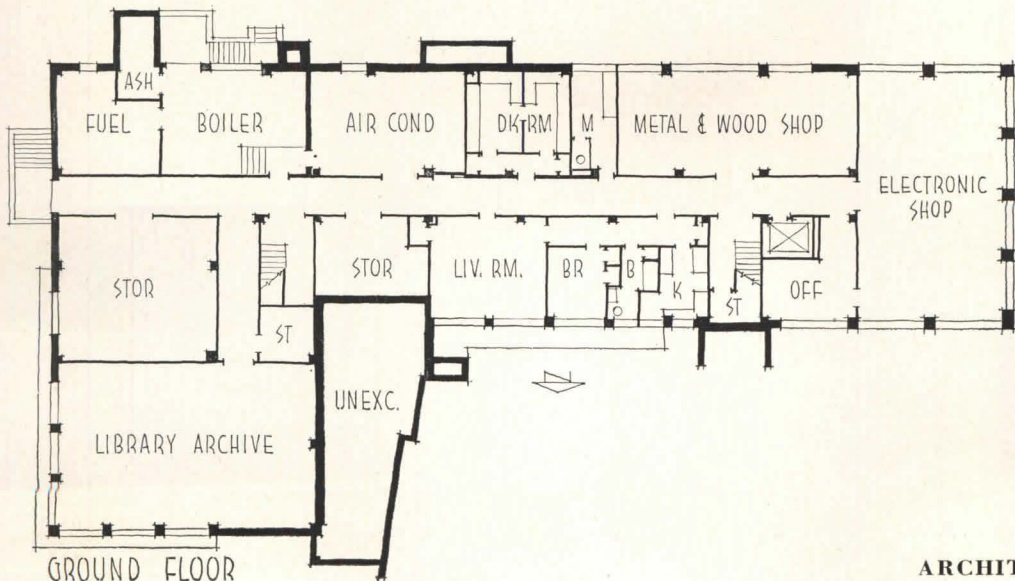 ASH
FUEL
BOILER
AIR COND
DK RM
M
METAL & WOOD SHOP
ELECTRONIC
SHOP
STOR
STOR
LIV. RM.
BR
B
K
ST
OFF
ST
UNEXC.
LIBRARY ARCHIVE
GROUND FLOOR
ARCHIT